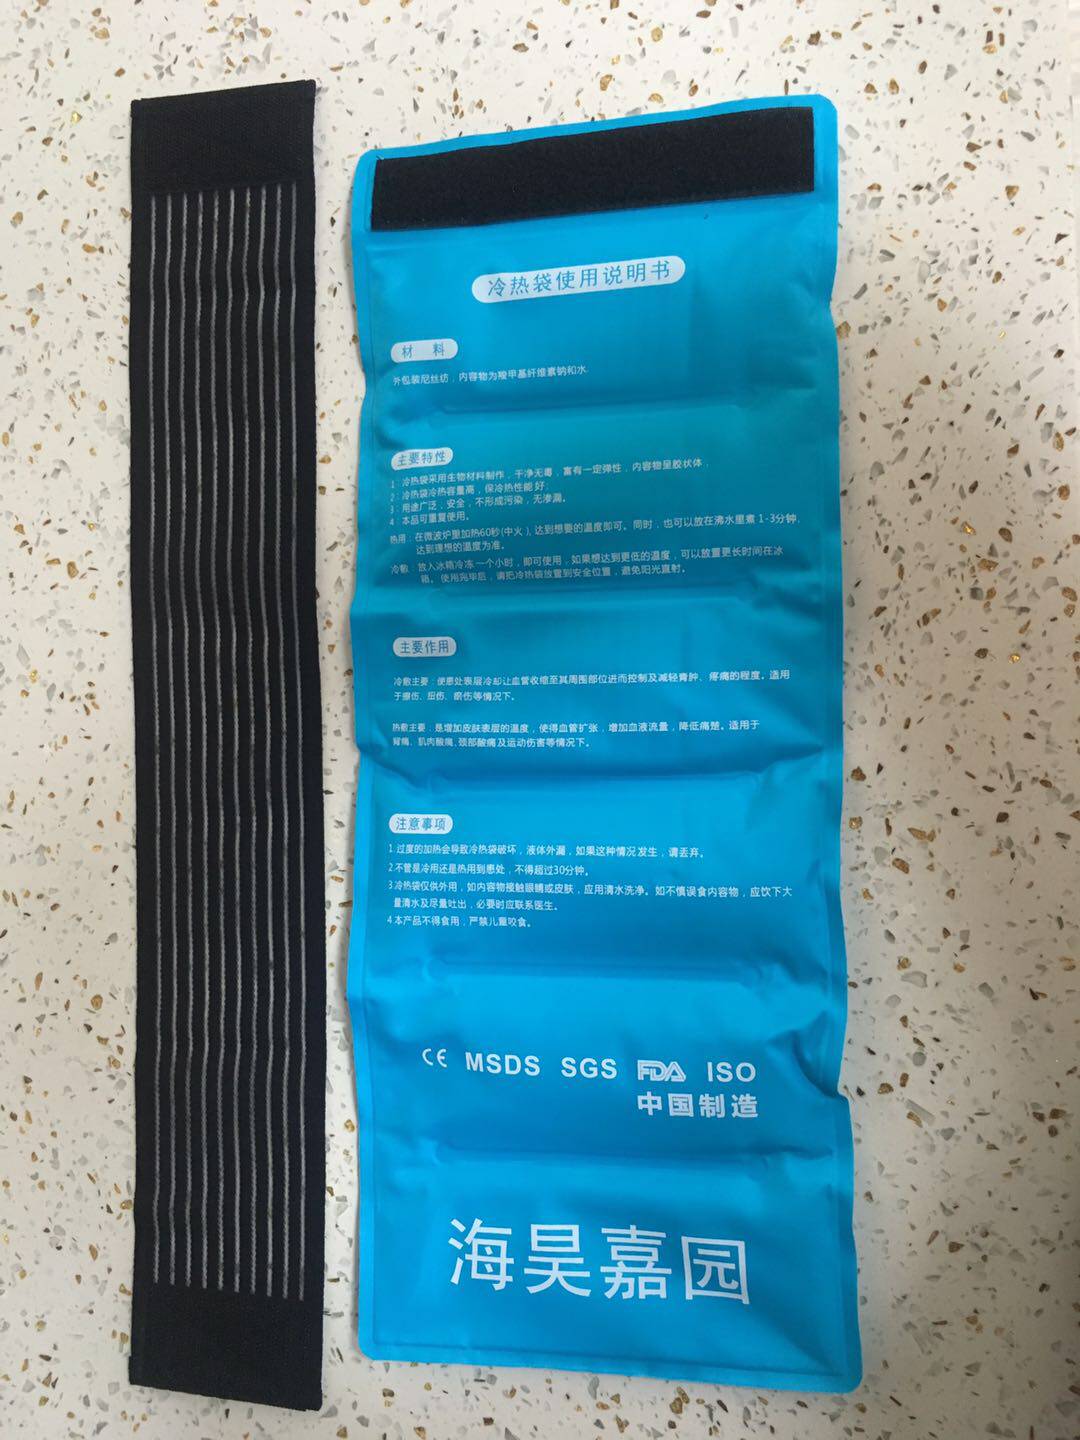 冷热袋使用说明书
材 料
外包装尼丝纺，内容物为羧甲基纤维素钠和水.
主要特性
1：冷热袋采用生物材料制作，干净无毒，富有一定弹性，内容物呈胶状体．
2：冷热袋冷热容量高，保冷热性能好．
3：用途广泛，安全，不形成污染，无渗漏。
4：本品可重复使用。
热用：在微波炉里加热60秒(中火)，达到想要的温度即可。同时，也可以放在沸水里煮 1-3分钟，
达到理想的温度为准。
冷敷：放入冰箱冷冻一个小时，即可使用，如果想达到更低的温度，可以放置更长时间在冰
箱。使用完毕后，请把冷热袋放置到安全位置，避免阳光直射。
主要作用
冷敷主要：使患处表层冷却让血管收缩至其周围部位进而控制及减轻青肿、疼痛的程度。适用
于擦伤、扭伤、瘀伤等情况下。
热敷主要：是增加皮肤表层的温度，使得血管扩张，增加血液流量，降低痛楚。适用于
背痛、肌肉酸痛、颈部酸痛及运动伤害等情况下。
注意事项
1.过度的加热会导致冷热袋破坏，液体外漏，如果这种情况发生，请丢弃。
2.不管是冷用还是热用到患处，不得超过30分钟。
3.冷热袋仅供外用，如内容物接触眼睛或皮肤，应用清水洗净。如不慎误食内容物，应饮下大
量清水及尽量吐出，必要时应联系医生。
4.本产品不得食用，严禁儿童咬食。
CE MSDS SGS FDA ISO
中国制造
海昊嘉园